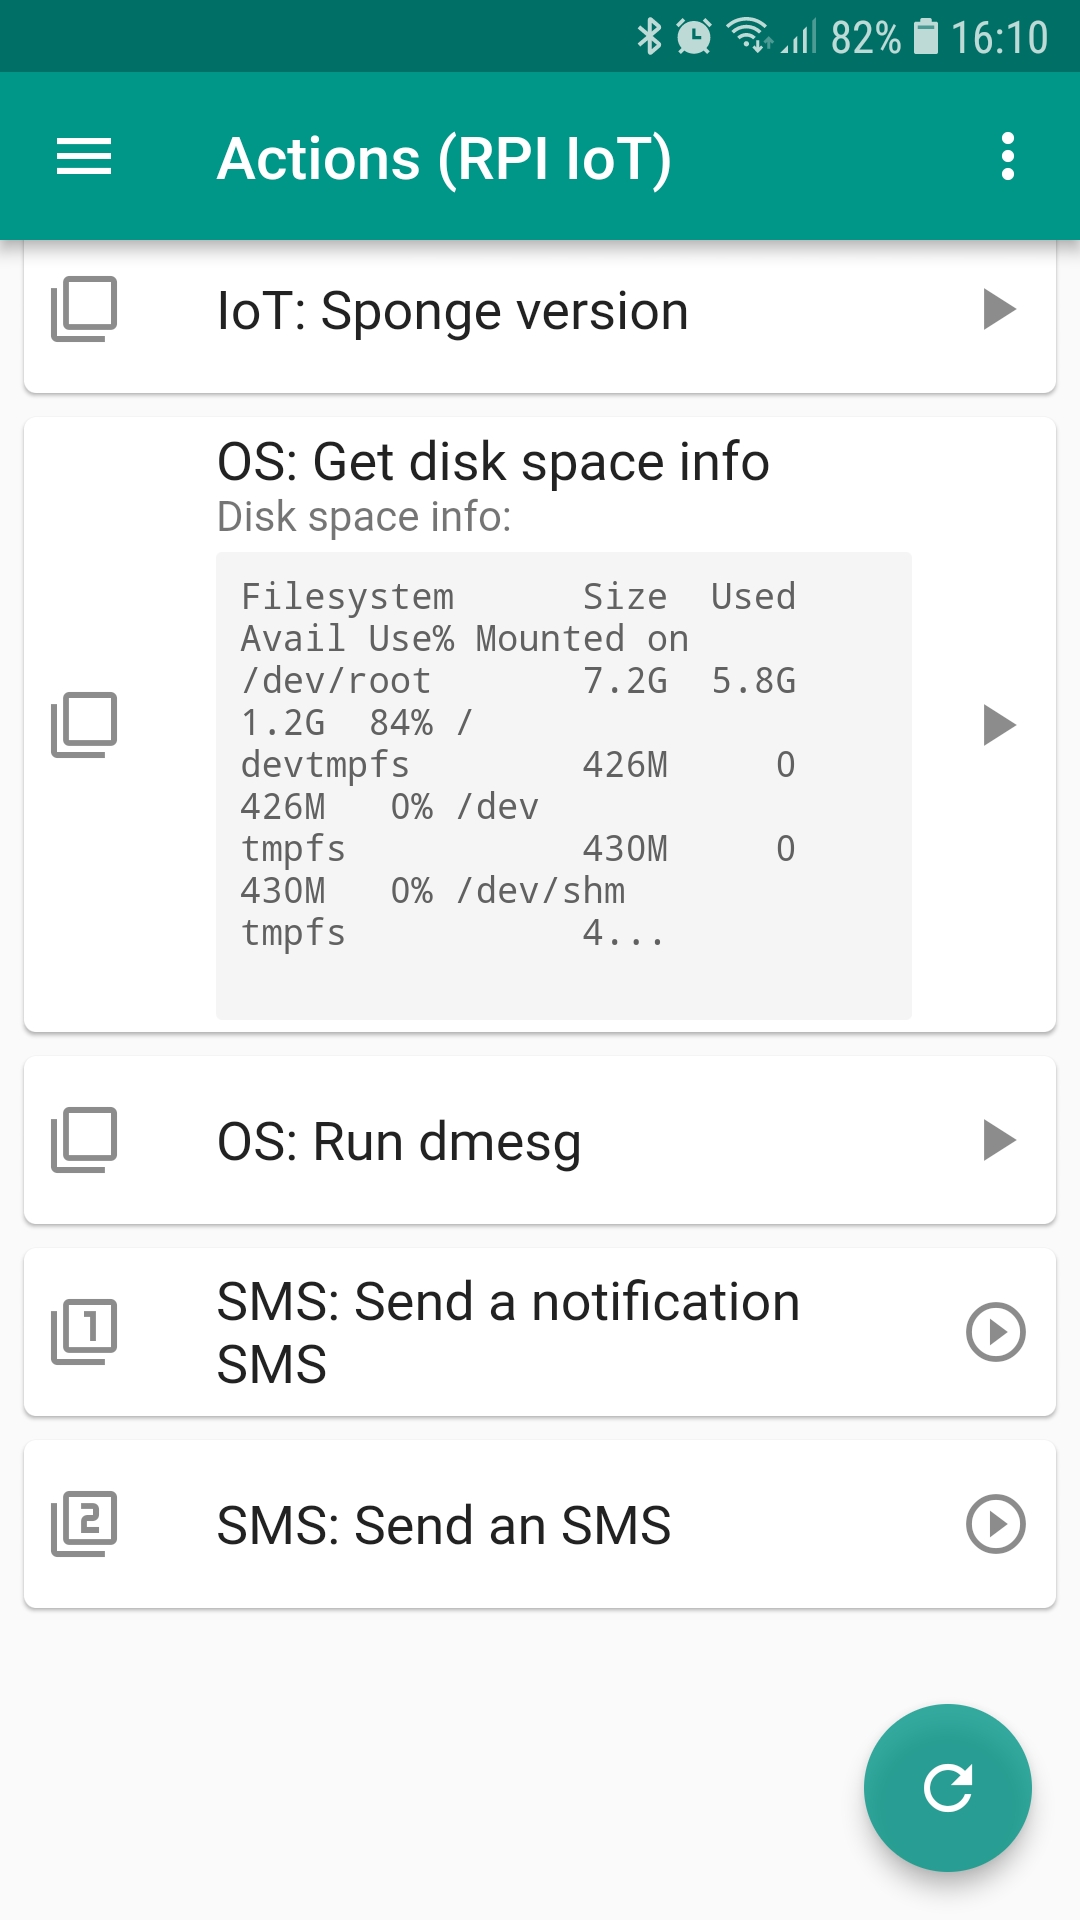 82% 16:10
Actions (RPI IoT)
IoT: Sponge version
OS: Get disk space info
Disk space info:
Filesystem      Size  Used
Avail Use% Mounted on
/dev/root       7.2G  5.8G
1.2G  84% /
devtmpfs        426M     0
426M   0% /dev
tmpfs           430M     0
430M   0% /dev/shm
tmpfs           4...
OS: Run dmesg
1
SMS: Send a notification
SMS
2
SMS: Send an SMS